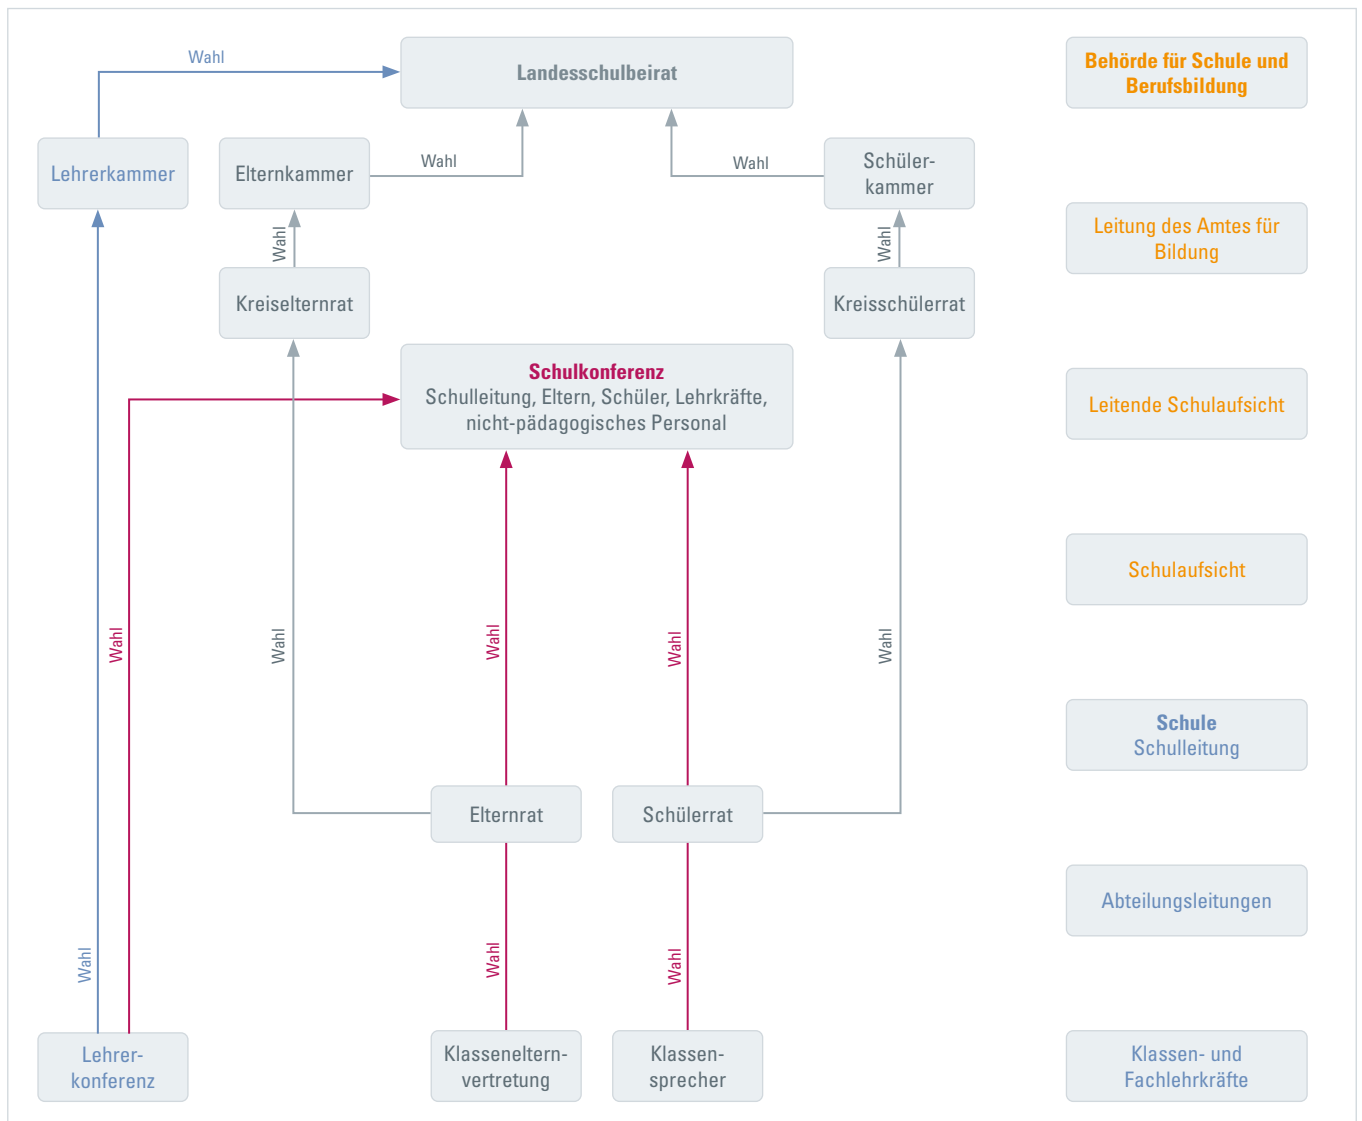 Wahl
Landesschulbeirat
Behörde für Schule und
Berufsbildung
Lehrerkammer
Elternkammer
Wahl
Wahl
Schüler-
kammer
Leitung des Amtes für
Bildung
Wahl
Wahl
Kreiselternrat
Kreisschülerrat
Schulkonferenz
Schulleitung, Eltern, Schüler, Lehrkräfte,
nicht-pädagogisches Personal
Leitende Schulaufsicht
Schulaufsicht
Wahl
Wahl
Wahl
Wahl
Wahl
Schule
Schulleitung
Elternrat
Schülerrat
Abteilungsleitungen
Wahl
Wahl
Wahl
Lehrer-
konferenz
Klasseneltern-
vertretung
Klassen-
sprecher
Klassen- und
Fachlehrkräfte